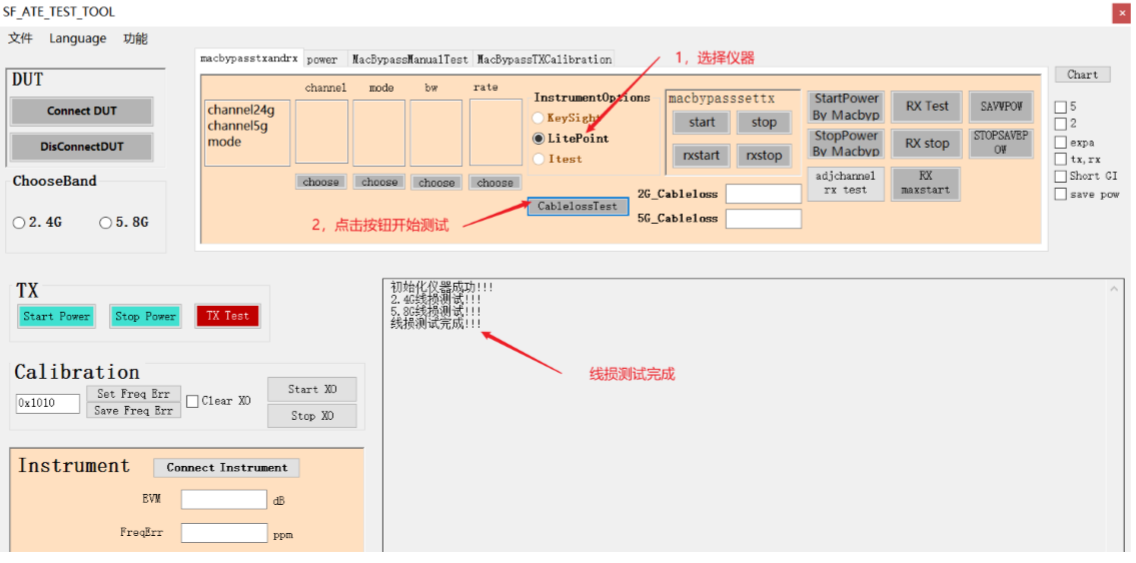 SF_ATE_TEST_TOOL
文件 Language 功能
macbypasstxandrx power MacBypassManualTest MacBypassTXCalibration
1，选择仪器
Chart
DUT
Connect DUT
DisConnectDUT
channel24g
channel5g
mode
channel mode bw rate
choose choose choose choose
InstrumentOptions
KeySight
LitePoint
Itest
CablelossTest
2，点击按钮开始测试
macbypasssettx
start stop
rxstart rxstop
2G_Cableloss
5G_Cableloss
StartPower By Macbyp
RX Test
SAVWPOW
StopPower By Macbyp
RX stop
STOPSAVEPOW
adjchannel rx test
RX maxstart
5
2
expa
tx,rx
Short GI
save pow
ChooseBand
2.4G 5.8G
TX
Start Power Stop Power TX Test
初始化仪器成功!!!
2.4G线损测试!!!
5.8G线损测试!!!
线损测试完成!!!
线损测试完成
Calibration
0x1010
Set Freq Err
Save Freq Err
Clear XO
Start XO
Stop XO
Instrument
Connect Instrument
EVM dB
FreqErr ppm